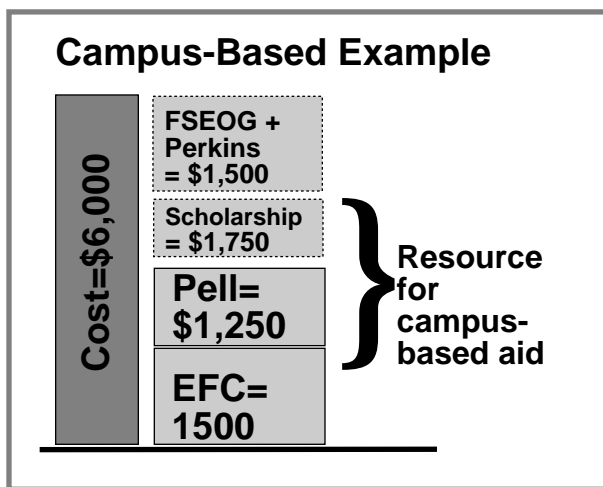 Campus-Based Example
Cost=$6,000
FSEOG +
Perkins
= $1,500
Scholarship
= $1,750
Pell=
$1,250
EFC=
1500
}
Resource
for
campus-
based aid